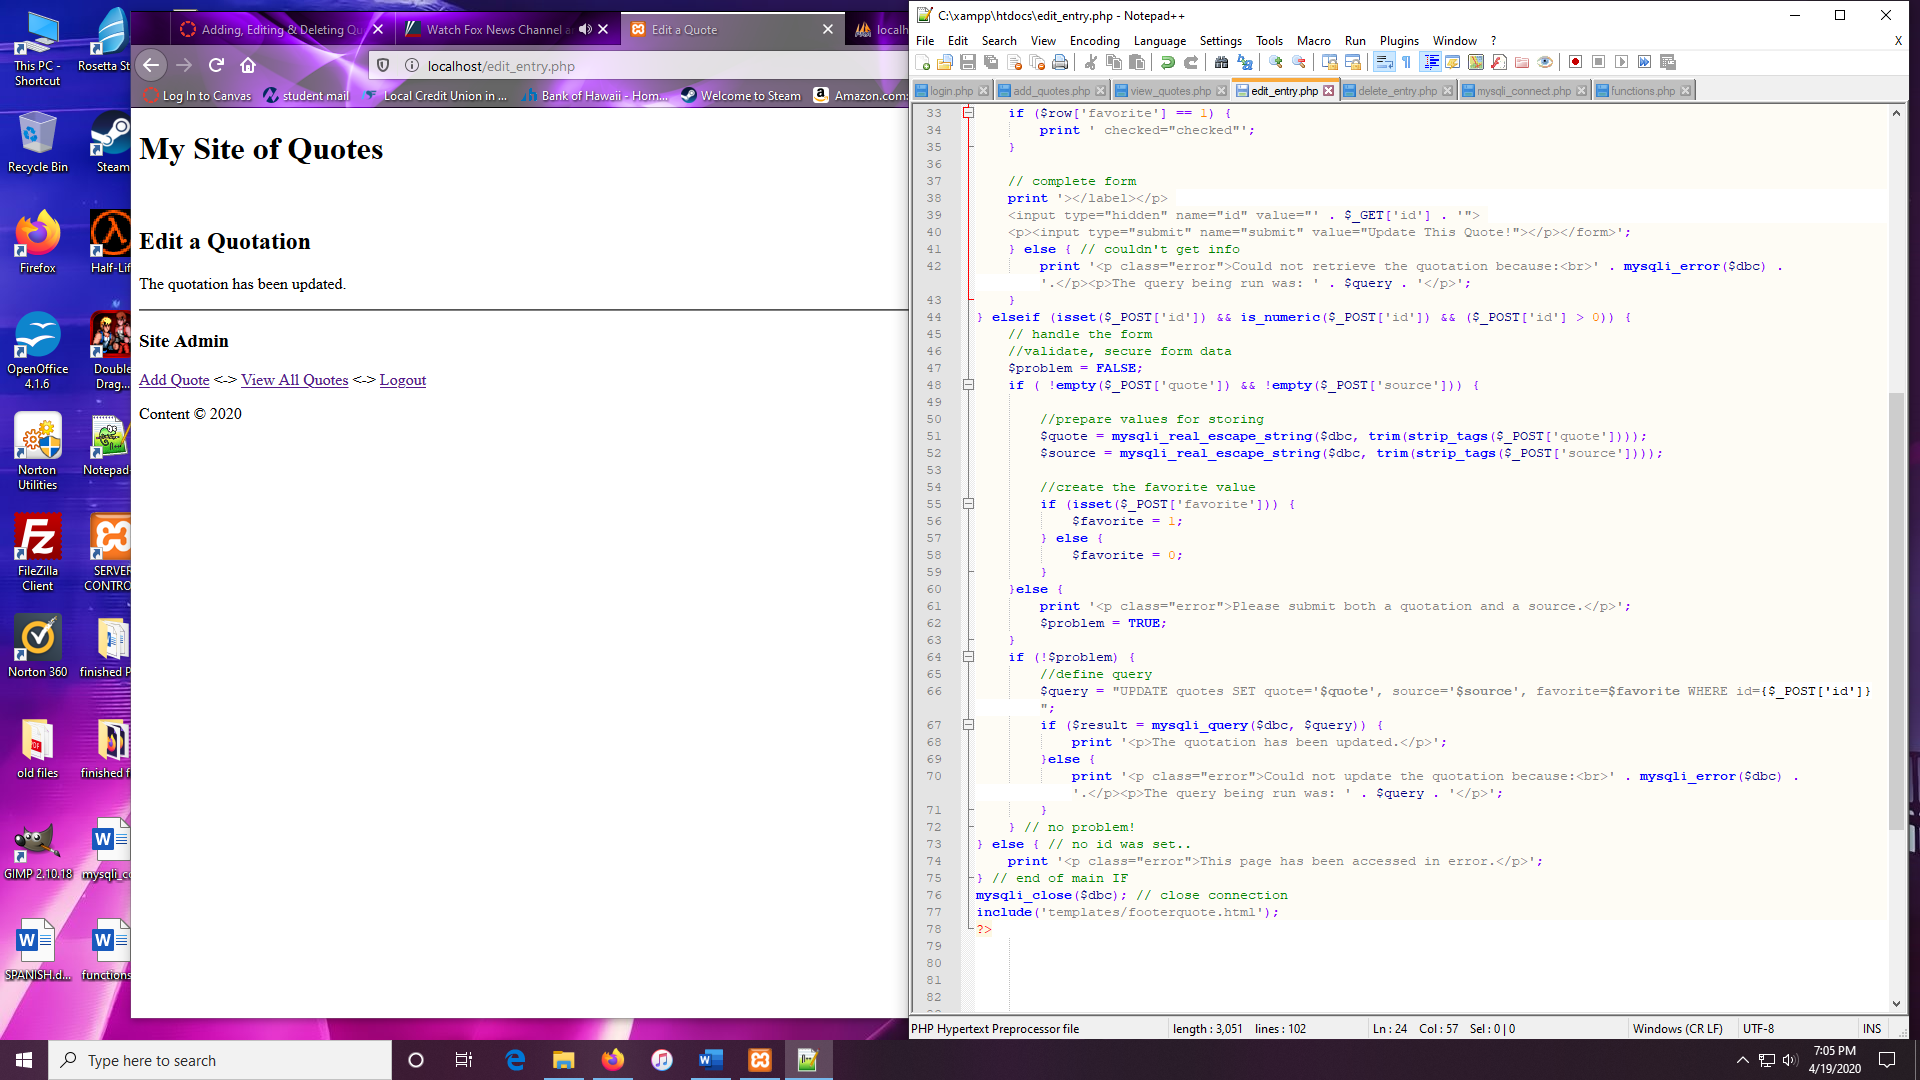 This PC - Shortcut
Rosetta St
Recycle Bin
Steam
Firefox
Half-Lif
OpenOffice 4.1.6
Double Drag...
Norton Utilities
Notepad
FileZilla Client
SERVER CONTRO
Norton 360
finished P
old files
finished f
GIMP 2.10.18
mysqli_co
SPANISH.d...
functions
Adding, Editing & Deleting Qu
Watch Fox News Channel a
Edit a Quote
localh
localhost/edit_entry.php
Log In to Canvas
student mail
Local Credit Union in ...
Bank of Hawaii - Hom...
Welcome to Steam
Amazon.com:
My Site of Quotes
Edit a Quotation
The quotation has been updated.
Site Admin
Add Quote <-> View All Quotes <-> Logout
Content © 2020
C:\xampp\htdocs\edit_entry.php - Notepad++
File Edit Search View Encoding Language Settings Tools Macro Run Plugins Window ? X
login.php
add_quotes.php
view_quotes.php
edit_entry.php
delete_entry.php
mysqli_connect.php
functions.php
33 if ($row['favorite'] == 1) {
34 print ' checked="checked"';
35 }
36
37 // complete form
38 print '></label></p>
39 <input type="hidden" name="id" value="' . $_GET['id'] . '">
40 <p><input type="submit" name="submit" value="Update This Quote!"></p></form>';
41 } else { // couldn't get info
42 print '<p class="error">Could not retrieve the quotation because:<br>' . mysqli_error($dbc) .
'.</p><p>The query being run was: ' . $query . '</p>';
43 }
44 } elseif (isset($_POST['id']) && is_numeric($_POST['id']) && ($_POST['id'] > 0)) {
45 // handle the form
46 //validate, secure form data
47 $problem = FALSE;
48 if ( !empty($_POST['quote']) && !empty($_POST['source'])) {
49
50 //prepare values for storing
51 $quote = mysqli_real_escape_string($dbc, trim(strip_tags($_POST['quote'])));
52 $source = mysqli_real_escape_string($dbc, trim(strip_tags($_POST['source'])));
53
54 //create the favorite value
55 if (isset($_POST['favorite'])) {
56 $favorite = 1;
57 } else {
58 $favorite = 0;
59 }
60 }else {
61 print '<p class="error">Please submit both a quotation and a source.</p>';
62 $problem = TRUE;
63 }
64 if (!$problem) {
65 //define query
66 $query = "UPDATE quotes SET quote='$quote', source='$source', favorite=$favorite WHERE id={$_POST['id']}
";
67 if ($result = mysqli_query($dbc, $query)) {
68 print '<p>The quotation has been updated.</p>';
69 }else {
70 print '<p class="error">Could not update the quotation because:<br>' . mysqli_error($dbc) .
'.</p><p>The query being run was: ' . $query . '</p>';
71 }
72 } // no problem!
73 } else { // no id was set..
74 print '<p class="error">This page has been accessed in error.</p>';
75 } // end of main IF
76 mysqli_close($dbc); // close connection
77 include('templates/footerquote.html');
78 ?>
79
80
81
82
PHP Hypertext Preprocessor file
length : 3,051 lines : 102
Ln : 24 Col : 57 Sel : 0 | 0
Windows (CR LF)
UTF-8
INS
Type here to search
7:05 PM
4/19/2020